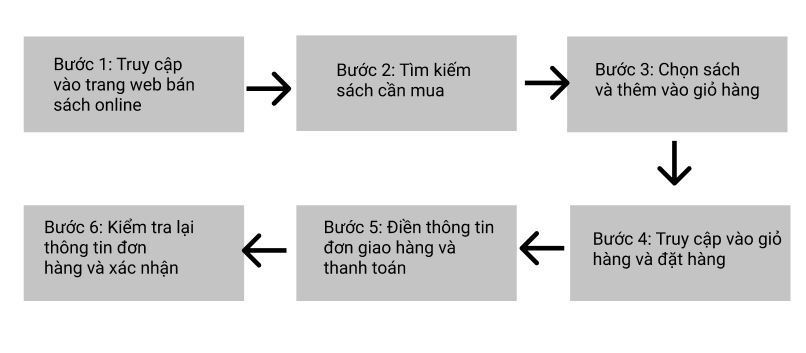 Bước 1: Truy cập
vào trang web bán
sách online
Bước 2: Tìm kiếm
sách cần mua
Bước 3: Chọn sách
và thêm vào giỏ hàng
Bước 4: Truy cập vào giỏ
hàng và đặt hàng
Bước 5: Điền thông tin
đơn giao hàng và
thanh toán
Bước 6: Kiểm tra lại
thông tin đơn
hàng và xác nhận